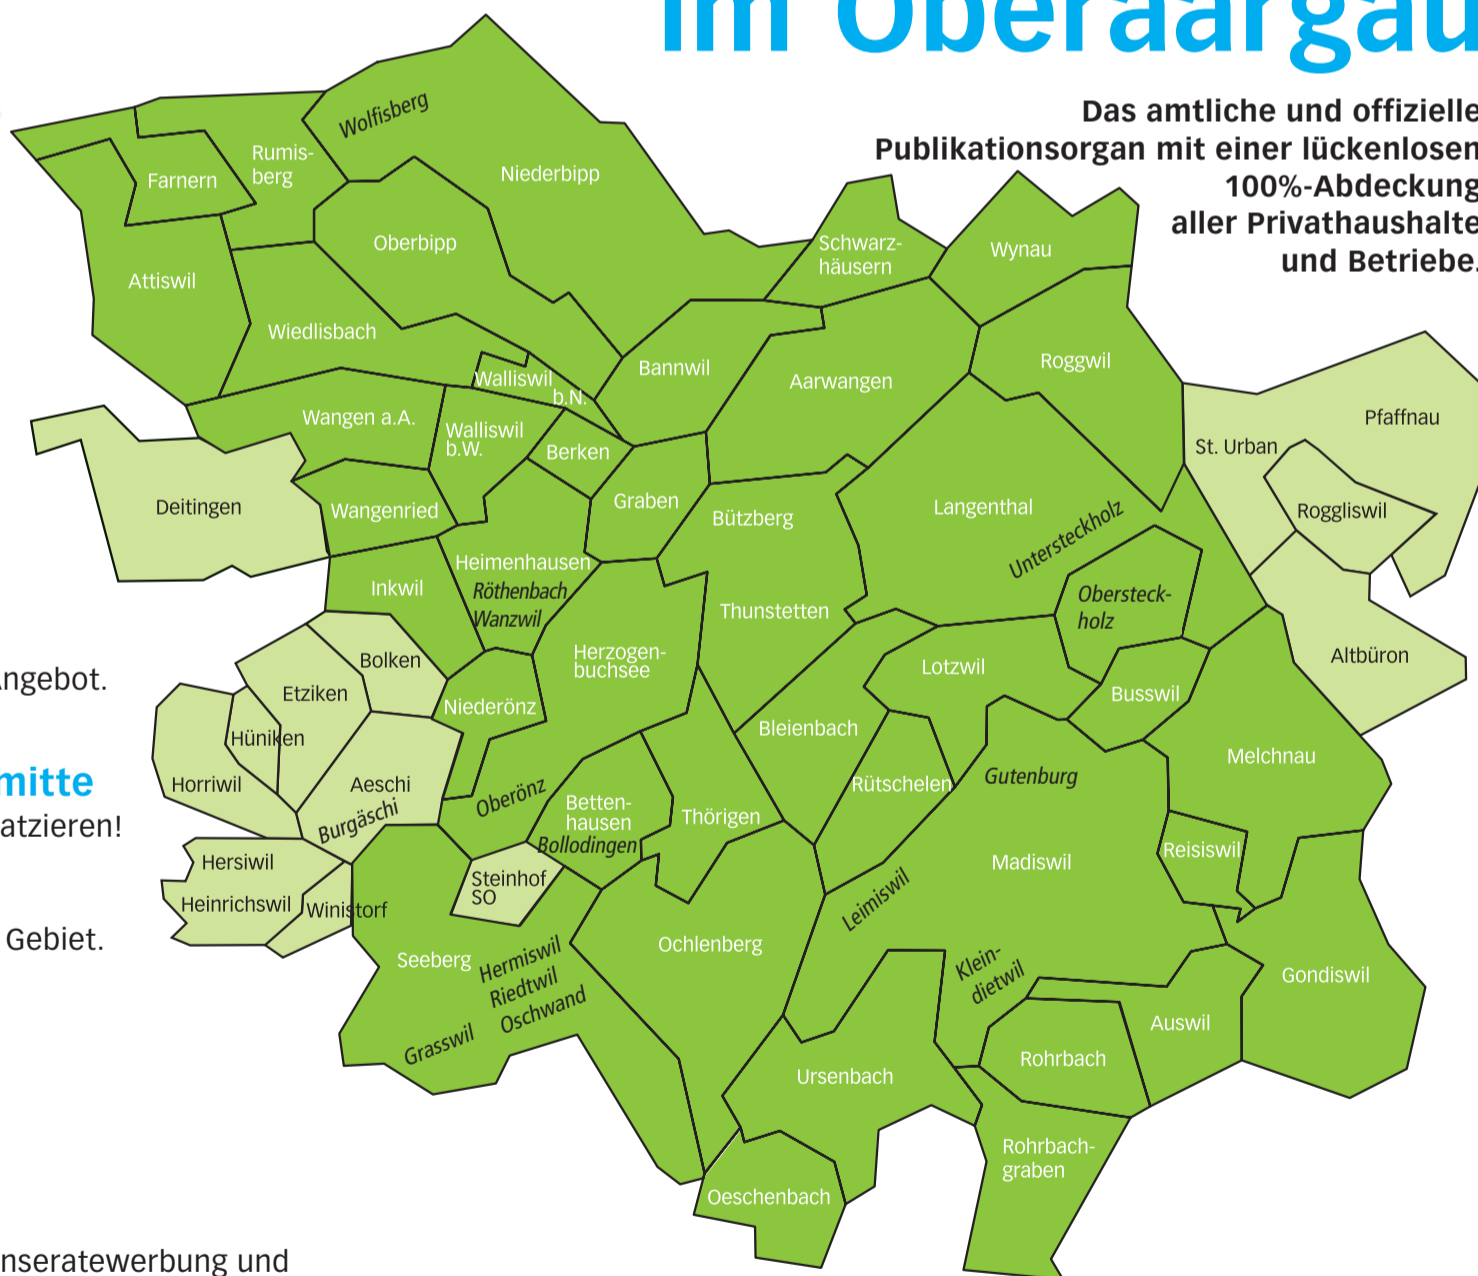 im Oberaargau
Das amtliche und offizielle
Publikationsorgan mit einer lückenlosen
100%-Abdeckung
aller Privathaushalte
und Betriebe.
Wolfisberg
Rumis-
berg
Farnern
Niederbipp
Oberbipp
Schwarz-
häusern
Wynau
Attiswil
Wiedlisbach
Bannwil
Aarwangen
Roggwil
Walliswil
b.N.
Wangen a.A.
Walliswil
b.W.
Berken
Pfaffnau
St. Urban
Deitingen
Wangenried
Graben
Bützberg
Langenthal
Roggliswil
Untersteckholz
Heimenhausen
Röthenbach
Wanzwil
Inkwil
Thunstetten
Obersteck-
holz
Herzogen-
buchsee
Bolken
Lotzwil
Altbüron
Etziken
Niederönz
Busswil
Angebot.
Hüniken
Bleienbach
Melchnau
mitte
Horriwil
Aeschi
Burgäschi
Oberönz
Rütschelen
Gutenburg
Betten-
hausen
Bollodingen
Thörigen
atzieren!
Hersiwil
Steinhof
SO
Madiswil
Reisiswil
Heinrichswil
Winistorf
Leimiswil
Gebiet.
Seeberg
Hermiswil
Riedtwil
Oschwand
Grasswil
Ochlenberg
Klein-
dietwil
Gondiswil
Auswil
Rohrbach
Ursenbach
Rohrbach-
graben
Oeschenbach
nseratewerbung und